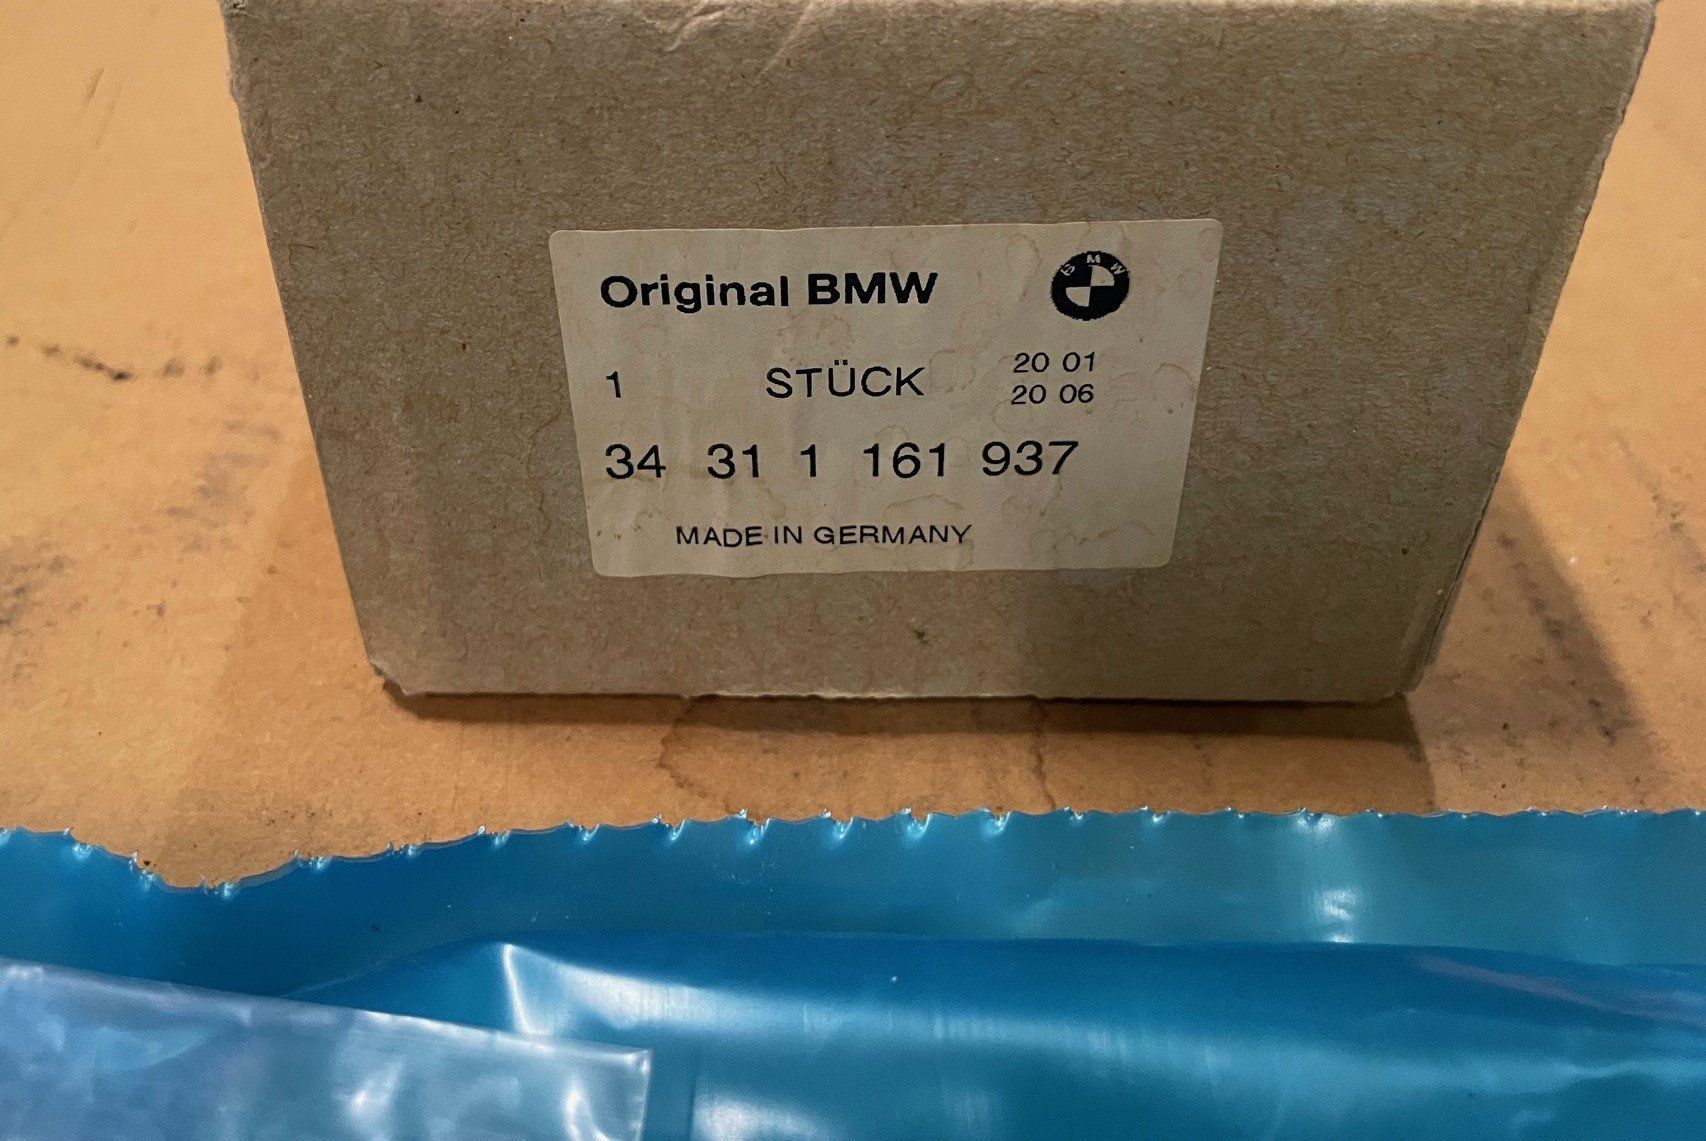 Original BMW
BMW
1 STÜCK 20 01
20 06
34 31 1 161 937
MADE IN GERMANY